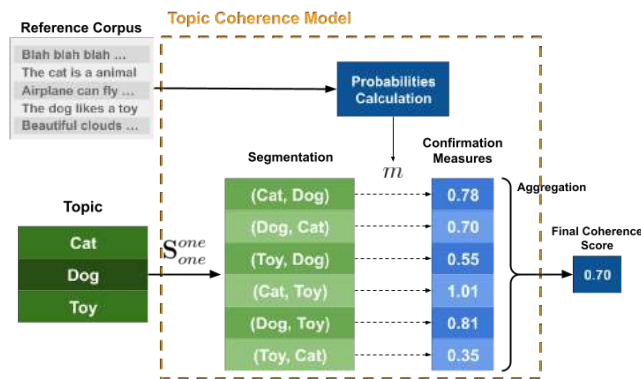 Topic Coherence Model
Reference Corpus
Blah blah blah ...
The cat is a animal
Airplane can fly ...
The dog likes a toy
Beautiful clouds ...
Probabilities
Calculation
Segmentation
m
Confirmation
Measures
Topic
Cat
Dog
Toy
S one one
(Cat, Dog)
(Dog, Cat)
(Toy, Dog)
(Cat, Toy)
(Dog, Toy)
(Toy, Cat)
0.78
0.70
0.55
1.01
0.81
0.35
Aggregation
Final Coherence
Score
0.70